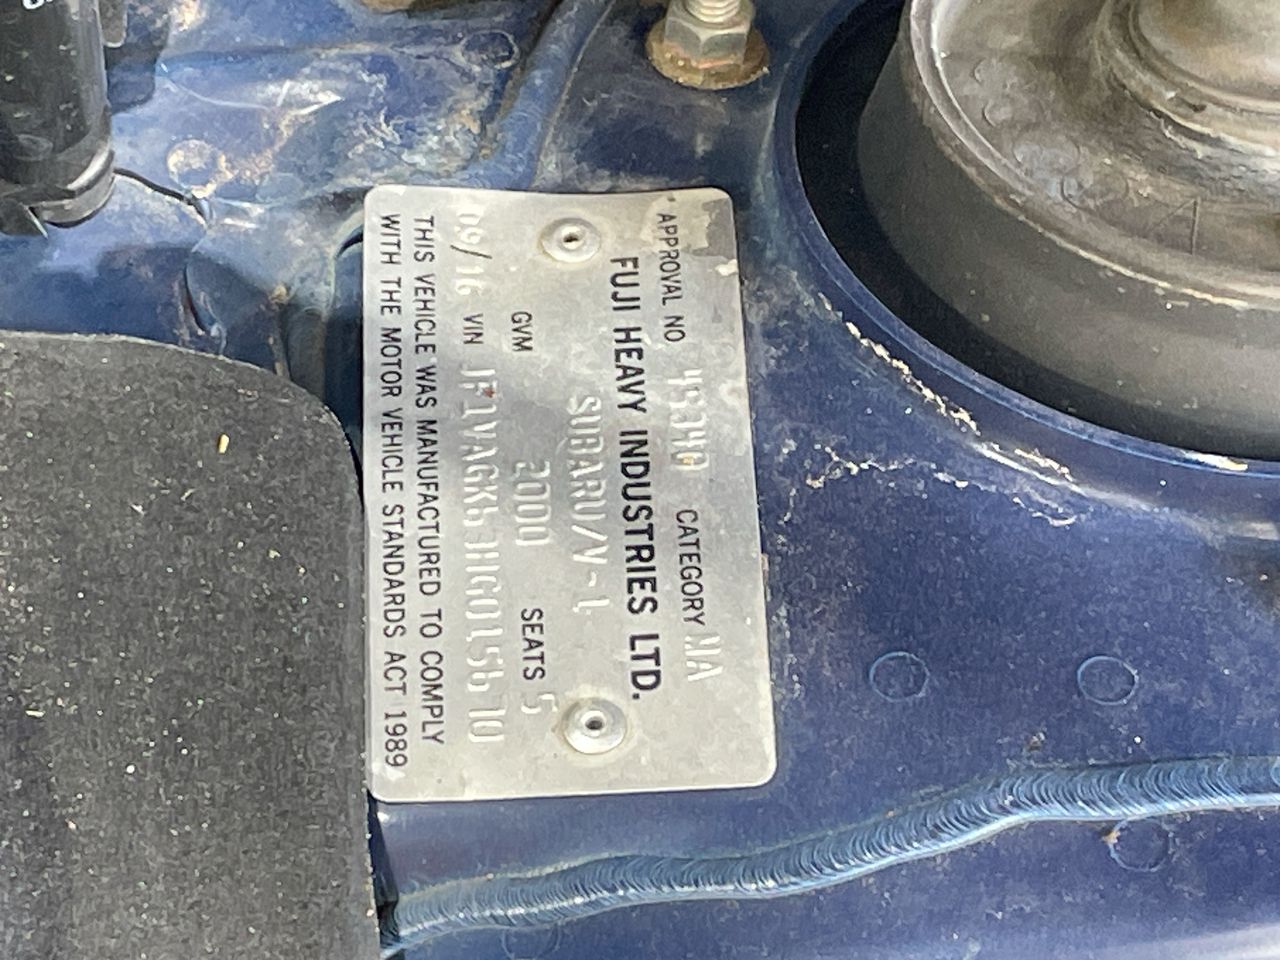 APPROVAL NO 45340 CATEGORY MA
FUJI HEAVY INDUSTRIES LTD.
SUBARU/V-1
GVM 2000 SEATS 5
09/16 VIN
THIS VEHICLE WAS MANUFACTURED TO COMPLY
WITH THE MOTOR VEHICLE STANDARDS ACT 1989